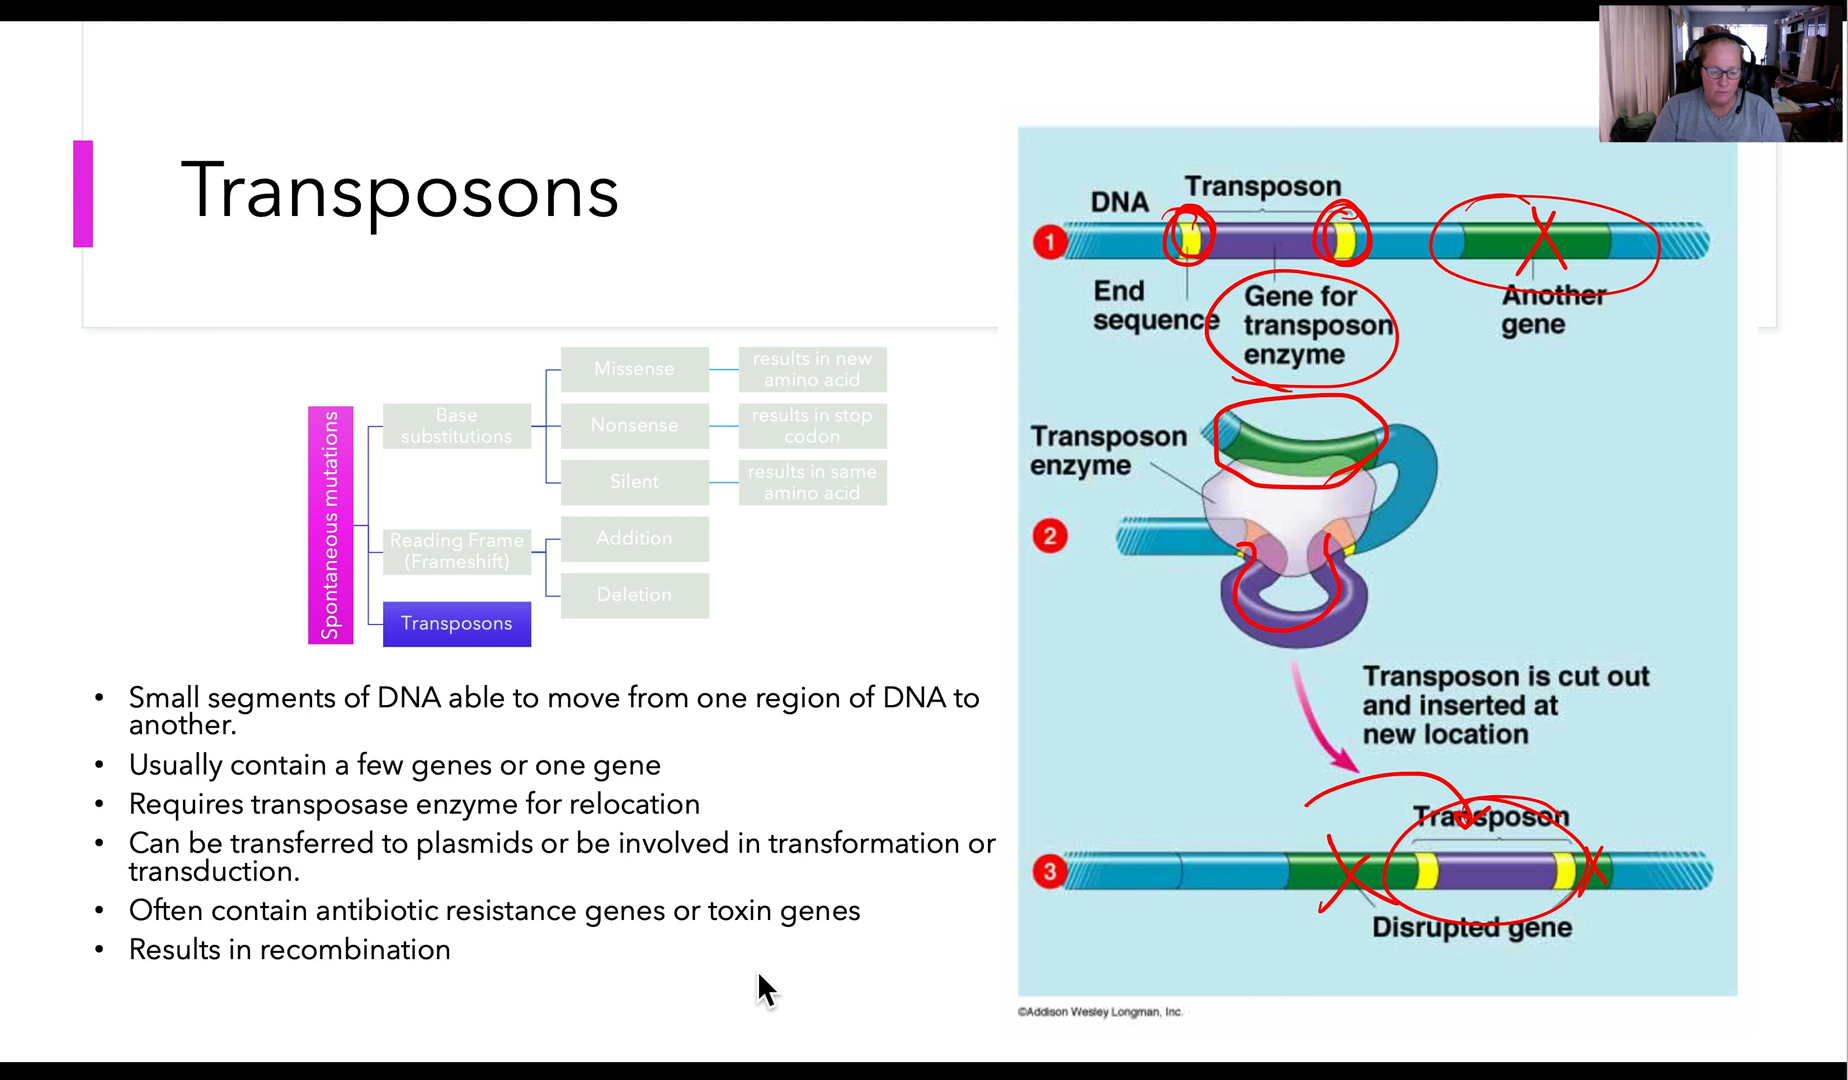 Transposons
Spontaneous mutations
Base
substitutions
Missense
results in new
amino acid
Nonsense
results in stop
codon
Silent
results in same
amino acid
Reading Frame
(Frameshift)
Addition
Deletion
Transposons
• Small segments of DNA able to move from one region of DNA to
another.
• Usually contain a few genes or one gene
• Requires transposase enzyme for relocation
• Can be transferred to plasmids or be involved in transformation or
transduction.
• Often contain antibiotic resistance genes or toxin genes
• Results in recombination
DNA
Transposon
1
End
sequence
Gene for
transposon
enzyme
Another
gene
Transposon
enzyme
2
Transposon is cut out
and inserted at
new location
Transposon
3
Disrupted gene
©Addison Wesley Longman, Inc.